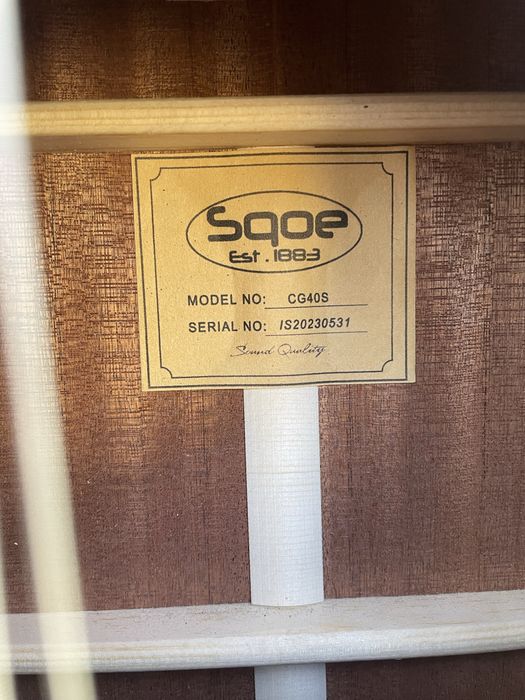 Sqoe
Est. 1883
MODEL NO: CG40S
SERIAL NO: IS20230531
Sound Quality